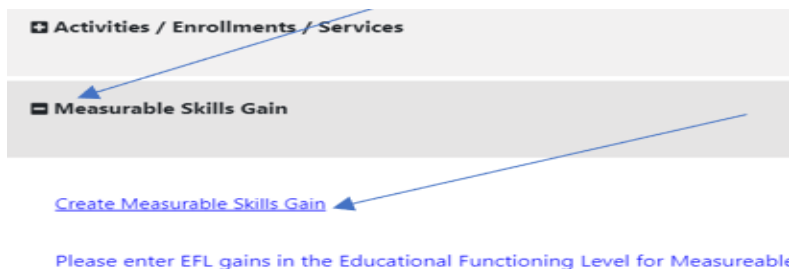 Activities / Enrollments / Services
Measurable Skills Gain
Create Measurable Skills Gain
Please enter EFL gains in the Educational Functioning Level for Measureable